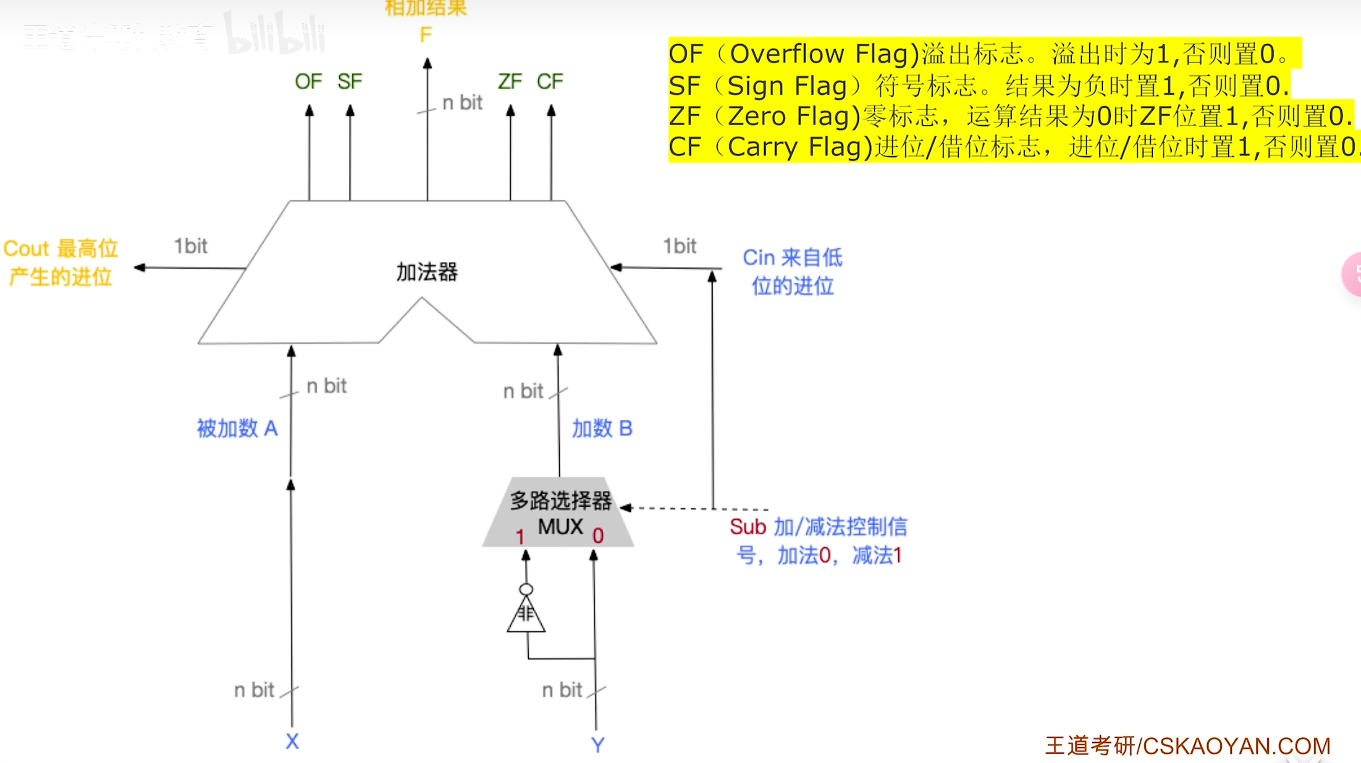 bilibili
相加结果
F
OF
SF
ZF
CF
n bit
OF（Overflow Flag)溢出标志。溢出时为1,否则置0。
SF（Sign Flag）符号标志。结果为负时置1,否则置0.
ZF（Zero Flag)零标志，运算结果为0时ZF位置1,否则置0.
CF（Carry Flag)进位/借位标志，进位/借位时置1,否则置0.
Cout 最高位
产生的进位
1bit
加法器
1bit
Cin 来自低
位的进位
n bit
n bit
被加数 A
加数 B
多路选择器
MUX
1
0
Sub 加/减法控制信
号，加法0，减法1
非
n bit
n bit
X
Y
王道考研/CSKAOYAN.COM